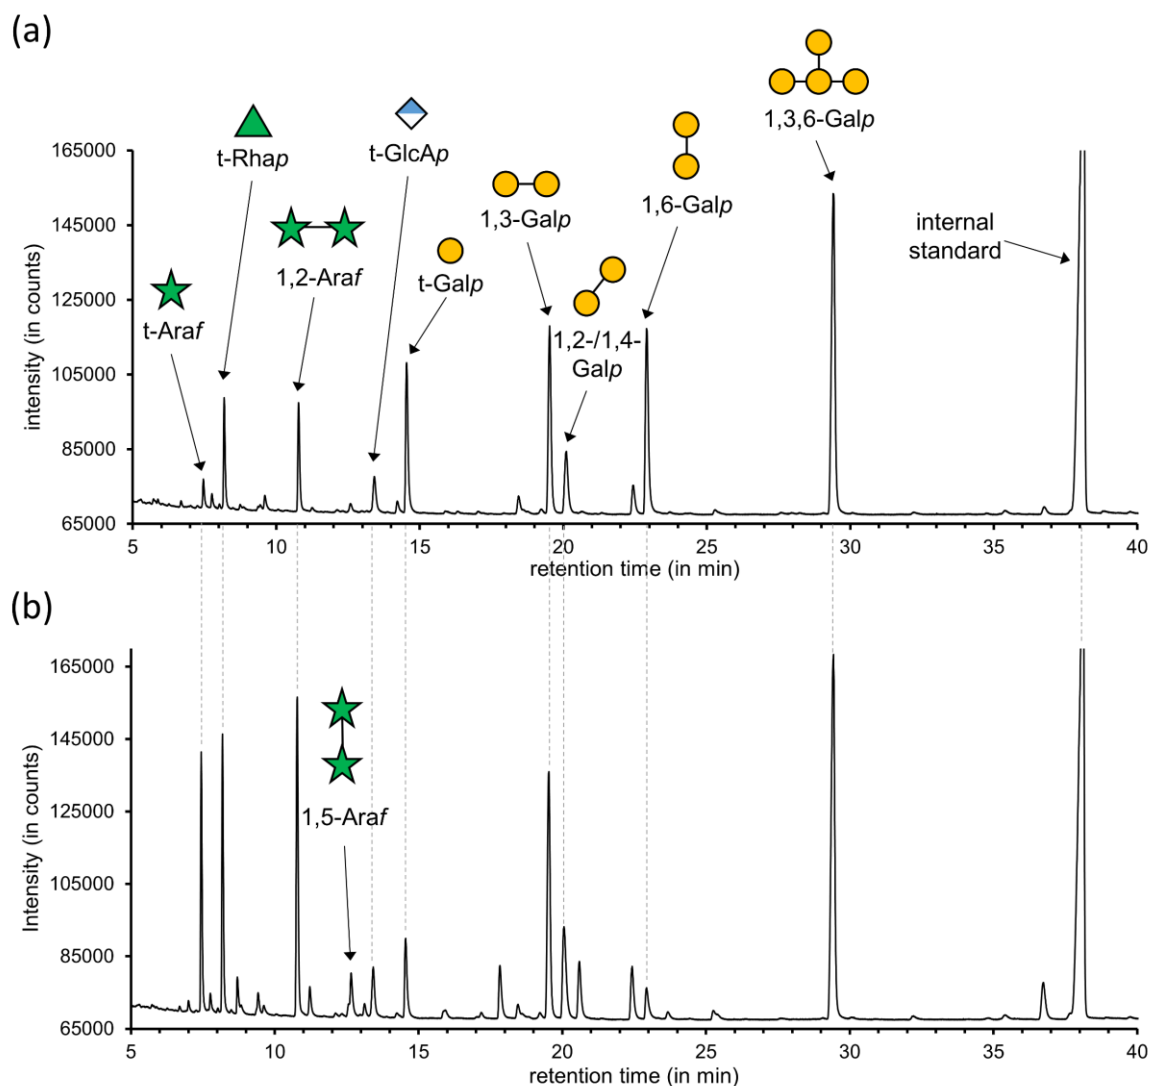 (a)
1,3,6-Galp
t-Rhap
t-GlcAp
1,6-Galp
1,3-Galp
1,2-Araf
t-Galp
internal
standard
t-Araf
1,2-/1,4-
Galp
intensity (in counts)
165000
145000
125000
105000
85000
65000
5 10 15 20 25 30 35 40
retention time (in min)
(b)
1,5-Araf
Intensity (in counts)
165000
145000
125000
105000
85000
65000
5 10 15 20 25 30 35 40
retention time (in min)